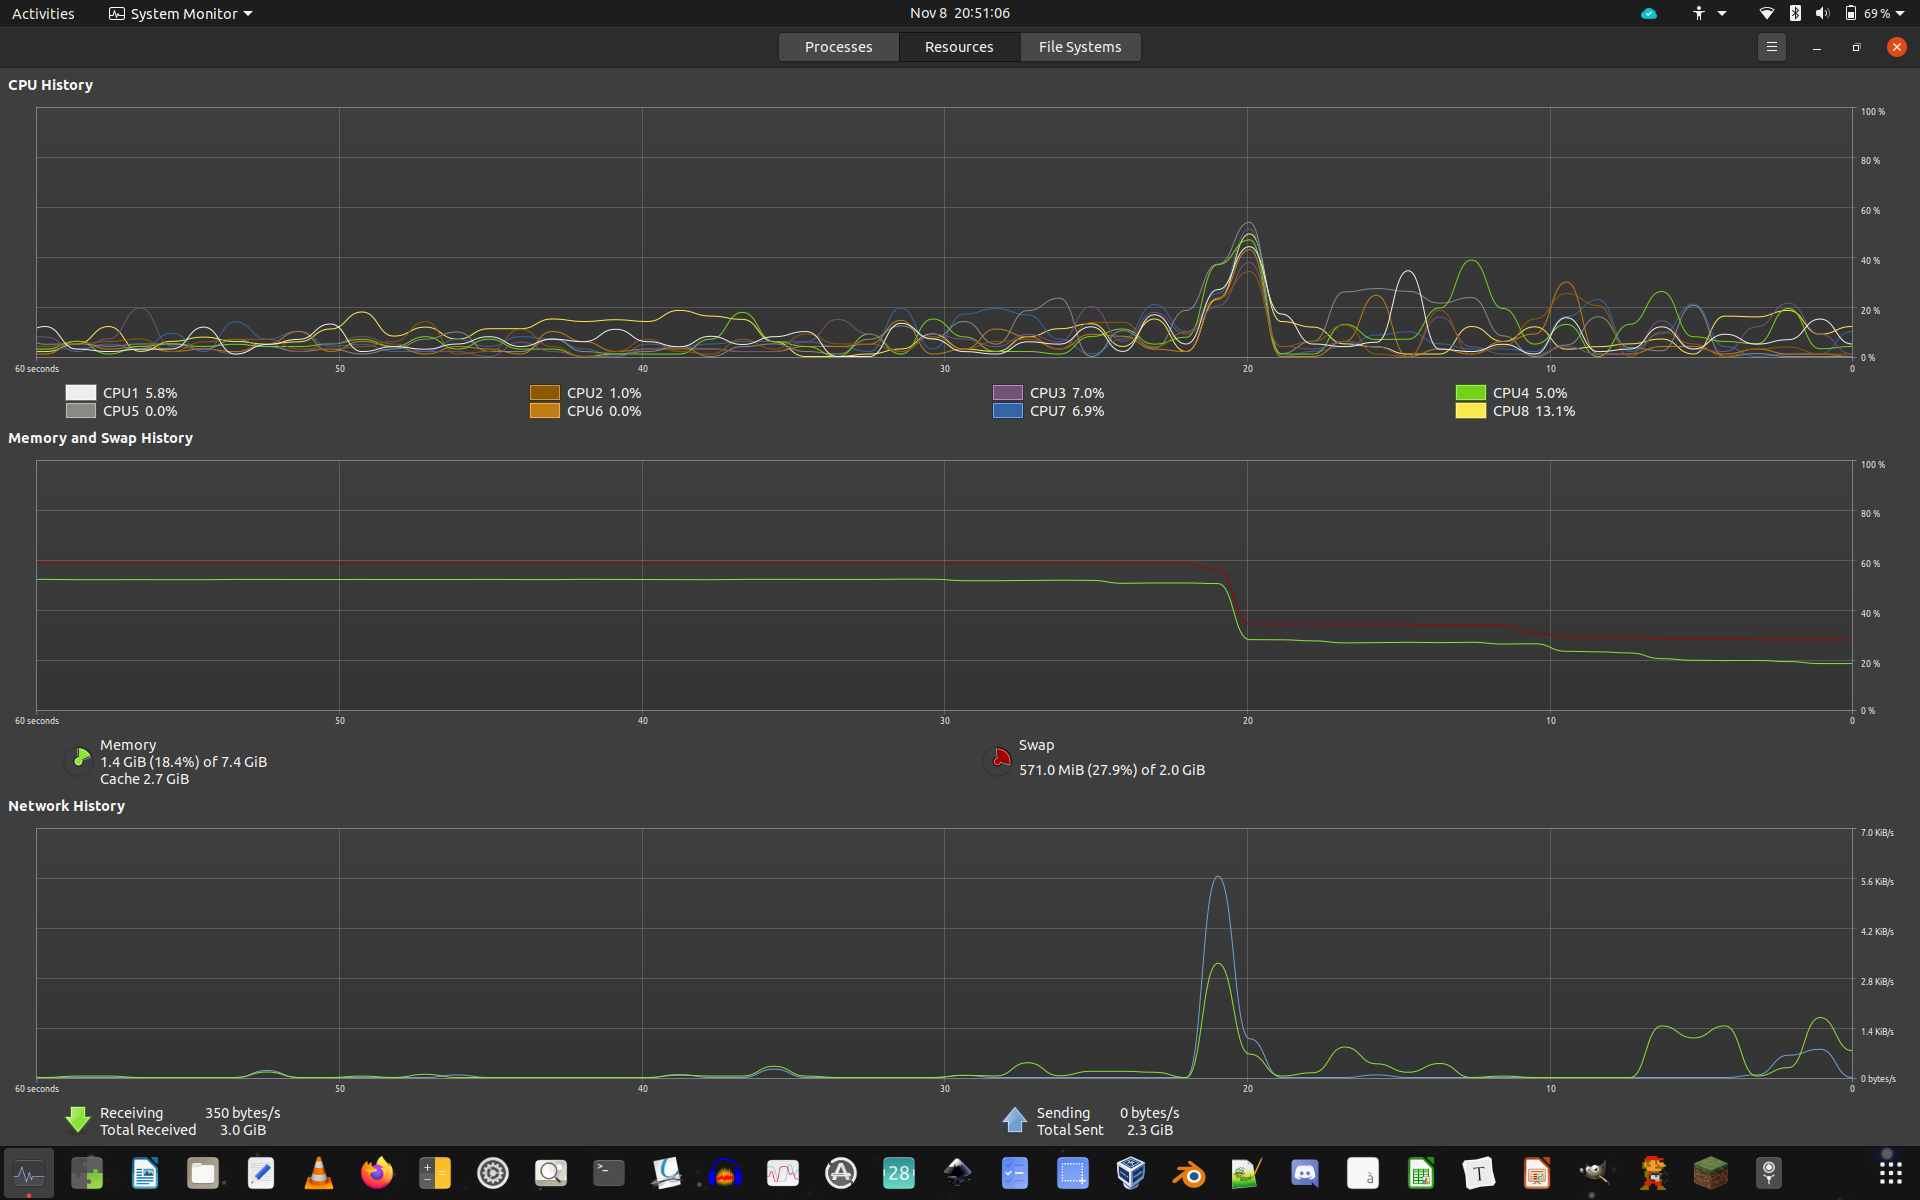 Activities System Monitor Nov 8 20:51:06 69 %
Processes Resources File Systems
CPU History
100 %
80 %
60 %
40 %
20 %
0 %
60 seconds 50 40 30 20 10 0
CPU1 5.8% CPU2 1.0% CPU3 7.0% CPU4 5.0%
CPU5 0.0% CPU6 0.0% CPU7 6.9% CPU8 13.1%
Memory and Swap History
100 %
80 %
60 %
40 %
20 %
0 %
60 seconds 50 40 30 20 10 0
Memory
1.4 GiB (18.4%) of 7.4 GiB
Cache 2.7 GiB
Swap
571.0 MiB (27.9%) of 2.0 GiB
Network History
7.0 KiB/s
5.6 KiB/s
4.2 KiB/s
2.8 KiB/s
1.4 KiB/s
0 bytes/s
60 seconds 50 40 30 20 10 0
Receiving 350 bytes/s
Total Received 3.0 GiB
Sending 0 bytes/s
Total Sent 2.3 GiB
28
à
T